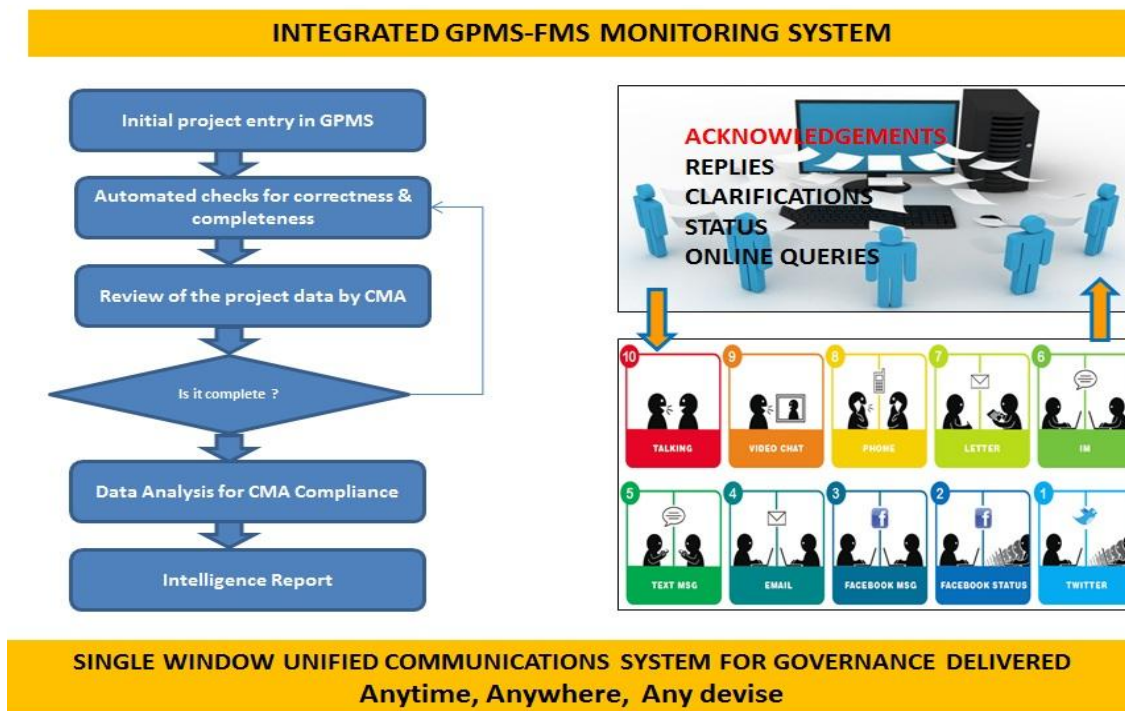 INTEGRATED GPMS-FMS MONITORING SYSTEM
Initial project entry in GPMS
Automated checks for correctness &
completeness
Review of the project data by CMA
Is it complete ?
Data Analysis for CMA Compliance
Intelligence Report
ACKNOWLEDGEMENTS
REPLIES
CLARIFICATIONS
STATUS
ONLINE QUERIES
10
TALKING
9
VIDEO CHAT
8
PHONE
7
LETTER
6
IM
5
TEXT MSG
4
EMAIL
3
f
FACEBOOK MSG
2
f
FACEBOOK STATUS
1
TWITTER
SINGLE WINDOW UNIFIED COMMUNICATIONS SYSTEM FOR GOVERNANCE DELIVERED
Anytime, Anywhere, Any devise